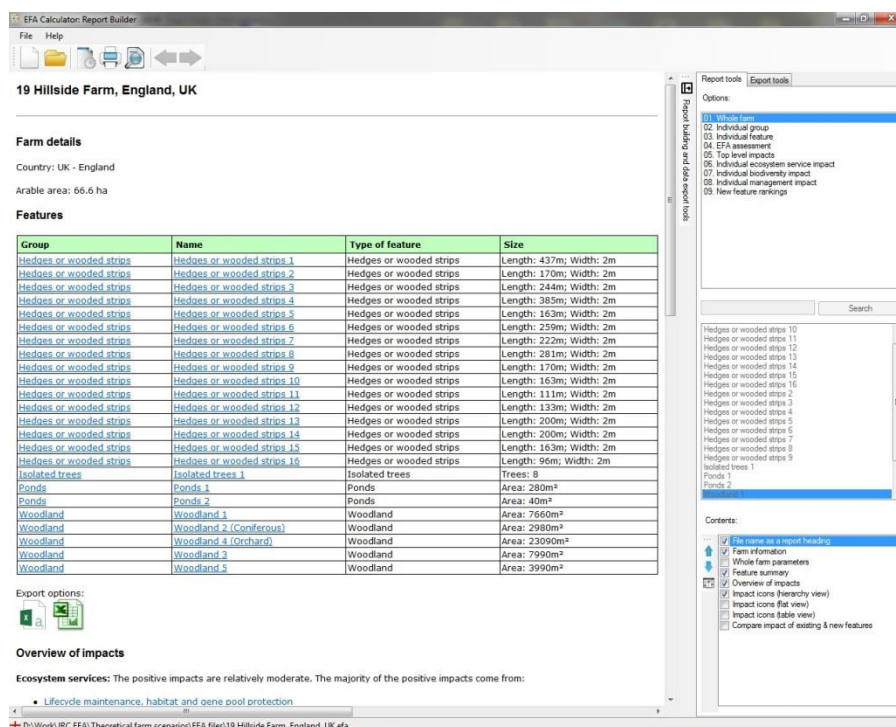 EFA Calculator: Report Builder
File Help
19 Hillside Farm, England, UK
Farm details
Country: UK - England
Arable area: 66.6 ha
Features
Group Name Type of feature Size
Hedges or wooded strips Hedges or wooded strips 1 Hedges or wooded strips Length: 437m; Width: 2m
Hedges or wooded strips Hedges or wooded strips 2 Hedges or wooded strips Length: 170m; Width: 2m
Hedges or wooded strips Hedges or wooded strips 3 Hedges or wooded strips Length: 244m; Width: 2m
Hedges or wooded strips Hedges or wooded strips 4 Hedges or wooded strips Length: 385m; Width: 2m
Hedges or wooded strips Hedges or wooded strips 5 Hedges or wooded strips Length: 163m; Width: 2m
Hedges or wooded strips Hedges or wooded strips 6 Hedges or wooded strips Length: 259m; Width: 2m
Hedges or wooded strips Hedges or wooded strips 7 Hedges or wooded strips Length: 222m; Width: 2m
Hedges or wooded strips Hedges or wooded strips 8 Hedges or wooded strips Length: 281m; Width: 2m
Hedges or wooded strips Hedges or wooded strips 9 Hedges or wooded strips Length: 170m; Width: 2m
Hedges or wooded strips Hedges or wooded strips 10 Hedges or wooded strips Length: 163m; Width: 2m
Hedges or wooded strips Hedges or wooded strips 11 Hedges or wooded strips Length: 111m; Width: 2m
Hedges or wooded strips Hedges or wooded strips 12 Hedges or wooded strips Length: 133m; Width: 2m
Hedges or wooded strips Hedges or wooded strips 13 Hedges or wooded strips Length: 200m; Width: 2m
Hedges or wooded strips Hedges or wooded strips 14 Hedges or wooded strips Length: 200m; Width: 2m
Hedges or wooded strips Hedges or wooded strips 15 Hedges or wooded strips Length: 163m; Width: 2m
Hedges or wooded strips Hedges or wooded strips 16 Hedges or wooded strips Length: 96m; Width: 2m
Isolated trees Isolated trees 1 Isolated trees Trees: 8
Ponds Ponds 1 Ponds Area: 280m²
Ponds Ponds 2 Ponds Area: 40m²
Woodland Woodland 1 Woodland Area: 7660m²
Woodland Woodland 2 (Coniferous) Woodland Area: 2980m²
Woodland Woodland 4 (Orchard) Woodland Area: 23090m²
Woodland Woodland 3 Woodland Area: 7990m²
Woodland Woodland 5 Woodland Area: 3990m²
Export options:
Overview of impacts
Ecosystem services: The positive impacts are relatively moderate. The majority of the positive impacts come from:
Lifecycle maintenance, habitat and gene pool protection
D:\Work\JRC EFA\Theoretical farm scenarios\EFA files\19 Hillside Farm, England, UK.efa
Report building and data export tools
Report tools Export tools
Options:
01. Whole farm
02. Individual group
03. Individual feature
04. EFA assessment
05. Top level impacts
06. Individual ecosystem service impact
07. Individual biodiversity impact
08. Individual management impact
09. New feature rankings
Search
Hedges or wooded strips 10
Hedges or wooded strips 11
Hedges or wooded strips 12
Hedges or wooded strips 13
Hedges or wooded strips 14
Hedges or wooded strips 15
Hedges or wooded strips 16
Hedges or wooded strips 2
Hedges or wooded strips 3
Hedges or wooded strips 4
Hedges or wooded strips 5
Hedges or wooded strips 6
Hedges or wooded strips 7
Hedges or wooded strips 8
Hedges or wooded strips 9
Isolated trees 1
Ponds 1
Ponds 2
Woodland 1
Contents:
File name as a report heading
Farm information
Whole farm parameters
Feature summary
Overview of impacts
Impact icons (hierarchy view)
Impact icons (flat view)
Impact icons (table view)
Compare impact of existing & new features